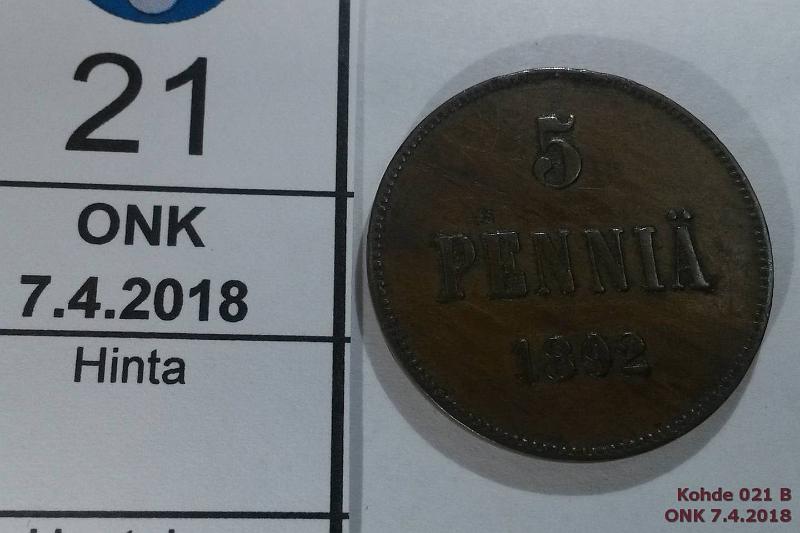 21
ONK
7.4.2018
Hinta
5
PENNIÄ
1892
Kohde 021 B
ONK 7.4.2018